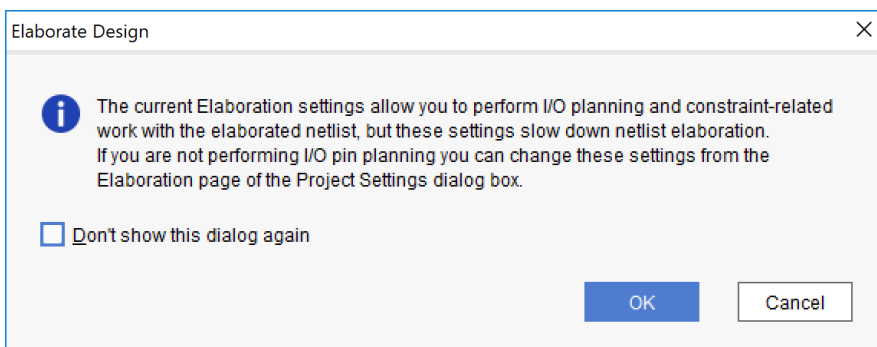 Elaborate Design
The current Elaboration settings allow you to perform I/O planning and constraint-related
work with the elaborated netlist, but these settings slow down netlist elaboration.
If you are not performing I/O pin planning you can change these settings from the
Elaboration page of the Project Settings dialog box.
Don't show this dialog again
OK Cancel